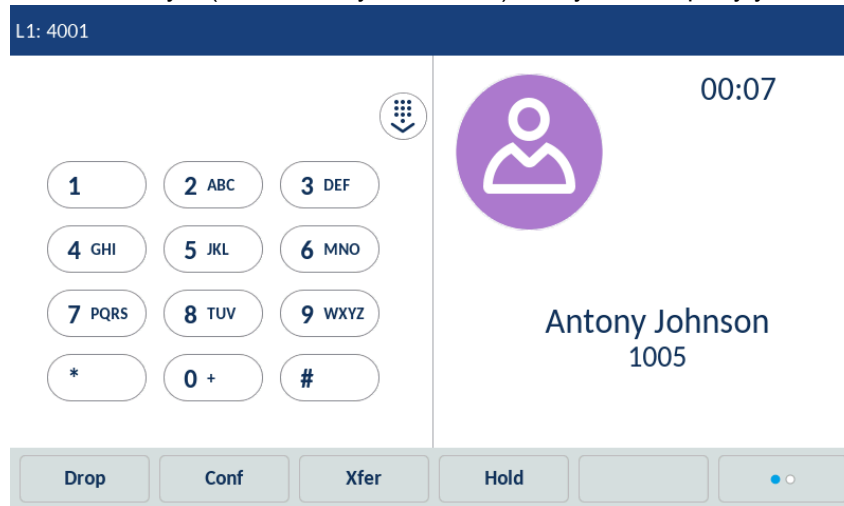 L1: 4001
00:07
1
2 ABC
3 DEF
4 GHI
5 JKL
6 MNO
7 PQRS
8 TUV
9 WXYZ
*
0 +
#
Antony Johnson
1005
Drop
Conf
Xfer
Hold